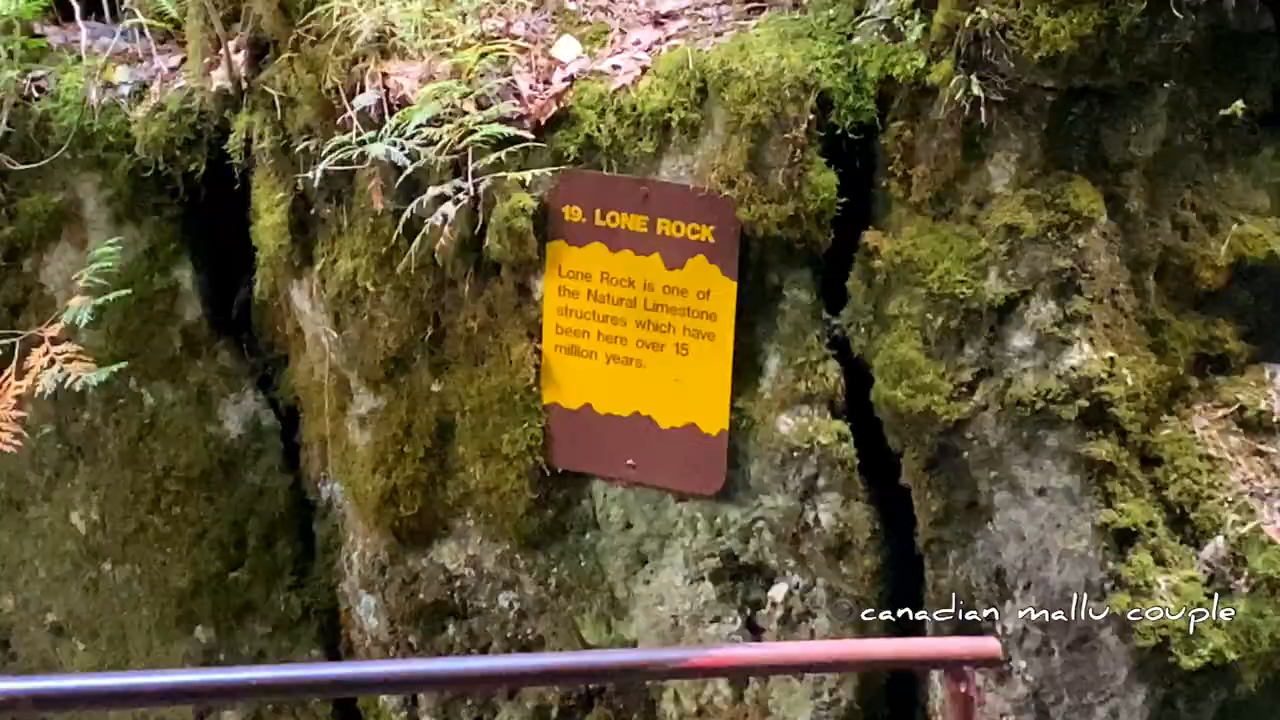 19. LONE ROCK
Lone Rock is one of
the Natural Limestone
structures which have
been here over 15
million years.
canadian mallu couple